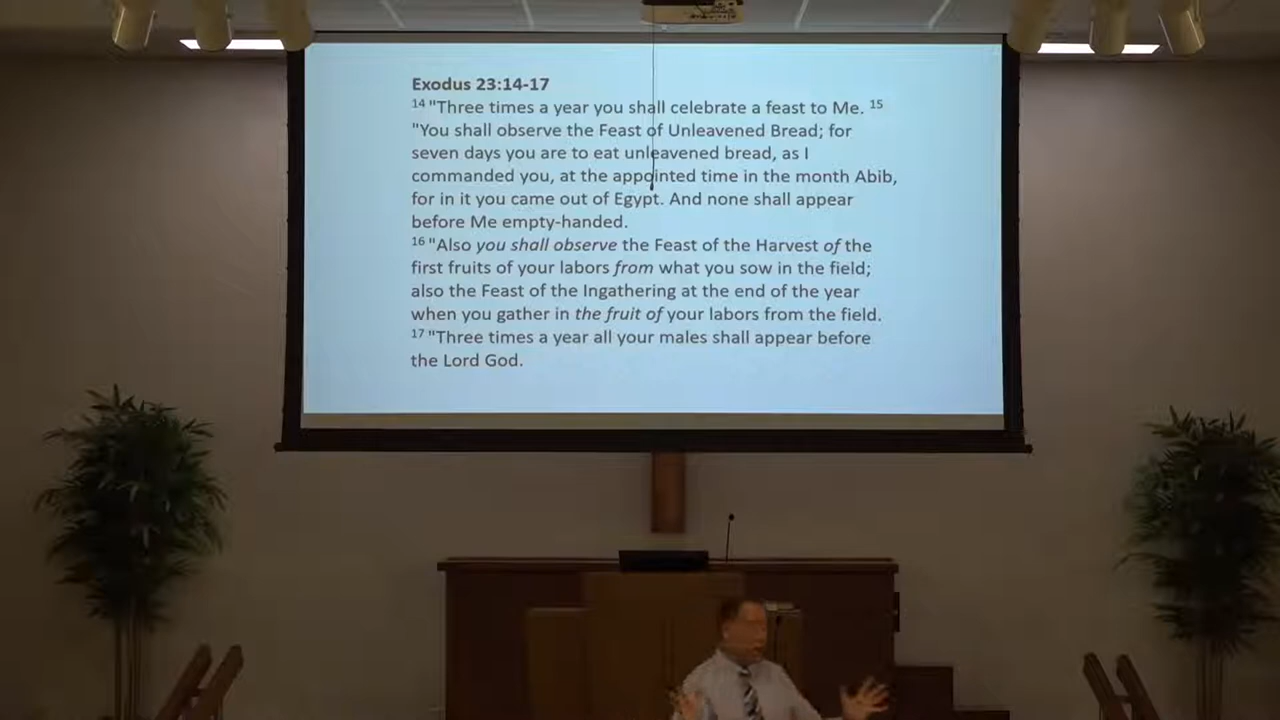 Exodus 23:14-17
14 "Three times a year you shall celebrate a feast to Me. 15
"You shall observe the Feast of Unleavened Bread; for
seven days you are to eat unleavened bread, as I
commanded you, at the appointed time in the month Abib,
for in it you came out of Egypt. And none shall appear
before Me empty-handed.
16 "Also you shall observe the Feast of the Harvest of the
first fruits of your labors from what you sow in the field;
also the Feast of the Ingathering at the end of the year
when you gather in the fruit of your labors from the field.
17 "Three times a year all your males shall appear before
the Lord God.